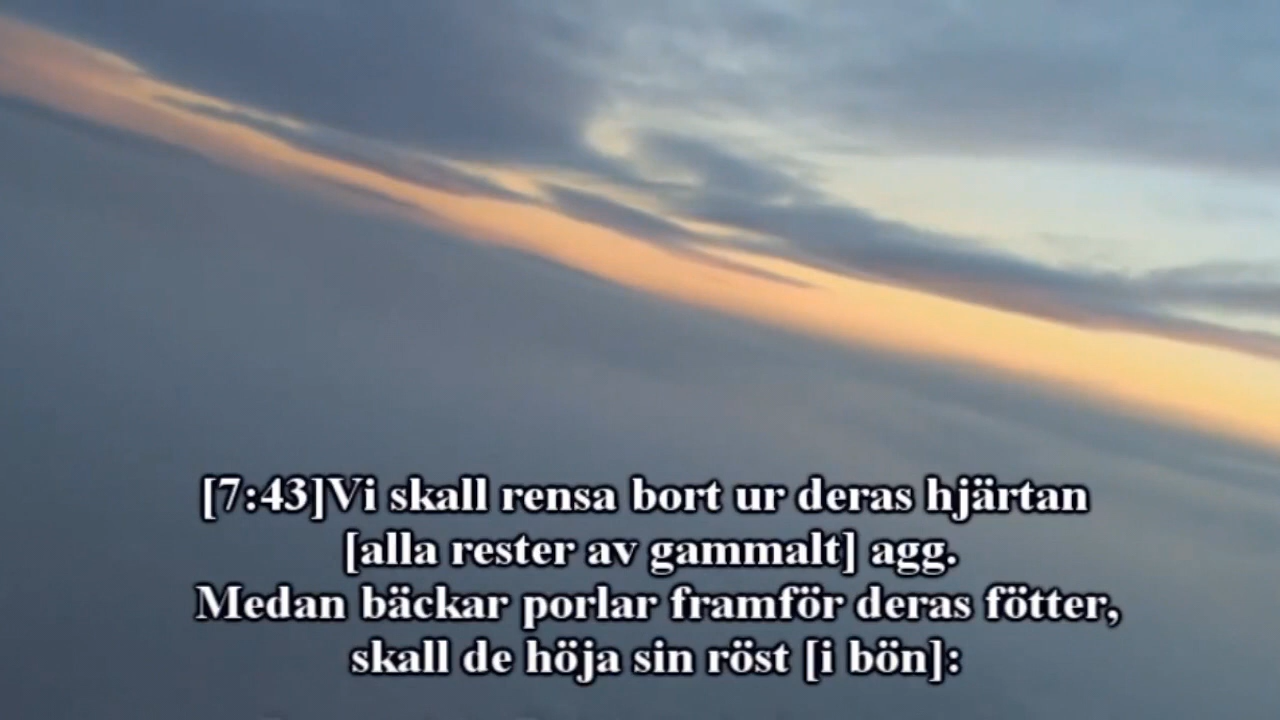 [7:43]Vi skall rensa bort ur deras hjärtan
[alla rester av gammalt] agg.
Medan bäckar porlar framför deras fötter,
skall de höja sin röst [i bön]: